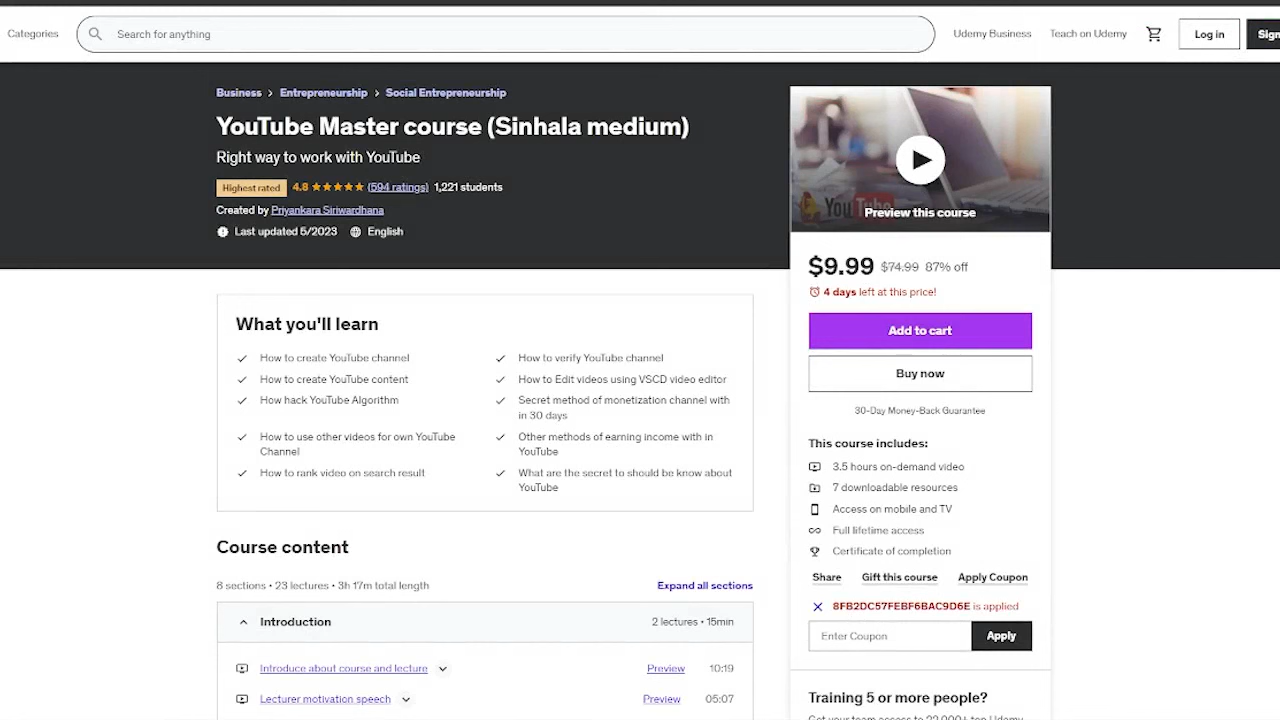 Categories
Search for anything
Udemy Business
Teach on Udemy
Log in
Sign
Business > Entrepreneurship > Social Entrepreneurship
YouTube Master course (Sinhala medium)
Right way to work with YouTube
Highest rated 4.8 (594 ratings) 1,221 students
Created by Priyankara Siriwardhana
Last updated 5/2023 English
YouTube
Preview this course
$9.99 $74.99 87% off
4 days left at this price!
Add to cart
Buy now
30-Day Money-Back Guarantee
This course includes:
3.5 hours on-demand video
7 downloadable resources
Access on mobile and TV
Full lifetime access
Certificate of completion
Share Gift this course Apply Coupon
8FB2DC57FEBF6BAC9D6E is applied
Enter Coupon Apply
Training 5 or more people?
Get your team access to 22,000+ top Udemy
What you'll learn
How to create YouTube channel
How to create YouTube content
How hack YouTube Algorithm
How to use other videos for own YouTube
Channel
How to rank video on search result
How to verify YouTube channel
How to Edit videos using VSCD video editor
Secret method of monetization channel with
in 30 days
Other methods of earning income with in
YouTube
What are the secret to should be know about
YouTube
Course content
8 sections • 23 lectures • 3h 17m total length
Expand all sections
Introduction 2 lectures • 15min
Introduce about course and lecture Preview 10:19
Lecturer motivation speech Preview 05:07